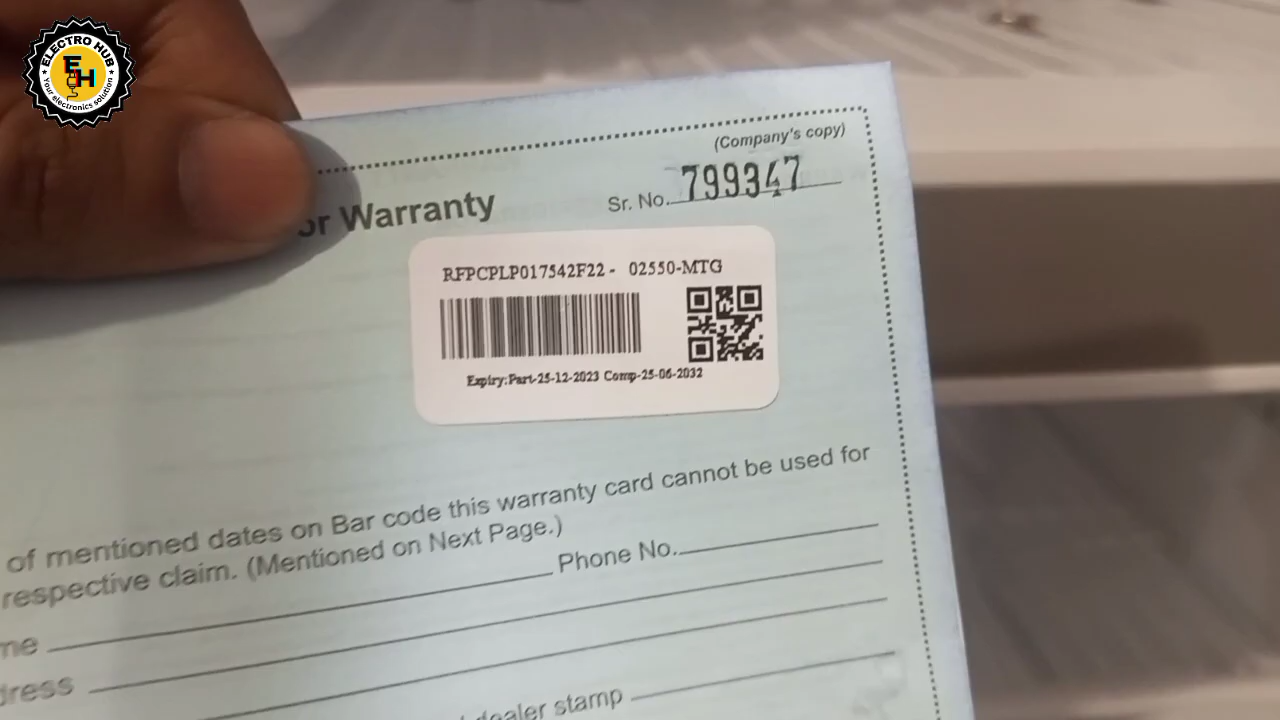 ELECTRO HUB
EH
Your electronics solution
(Company's copy)
or Warranty
Sr. No. 799347
RFPCPLP017542F22 - 02550-MTG
Expiry:Part-25-12-2023 Comp-25-06-2032
of mentioned dates on Bar code this warranty card cannot be used for
respective claim. (Mentioned on Next Page.)
me Phone No.
dress
dealer stamp